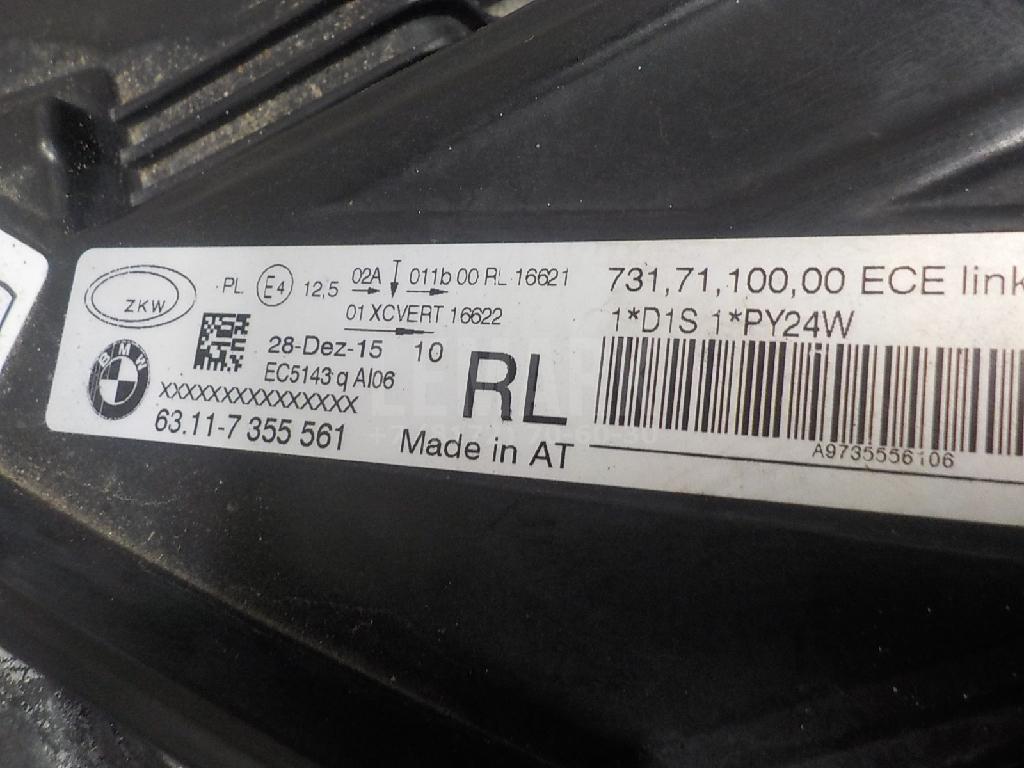 ZKW
PL E4 12,5 02A 011b 00 RL 16621
01 XCVERT 16622
28-Dez-15 10
EC5143 q AI06
BMW
XXXXXXXXXXXXXXX
63.11-7 355 561
RL
Made in AT
731,71,100,00 ECE link
1*D1S 1*PY24W
A9735556106